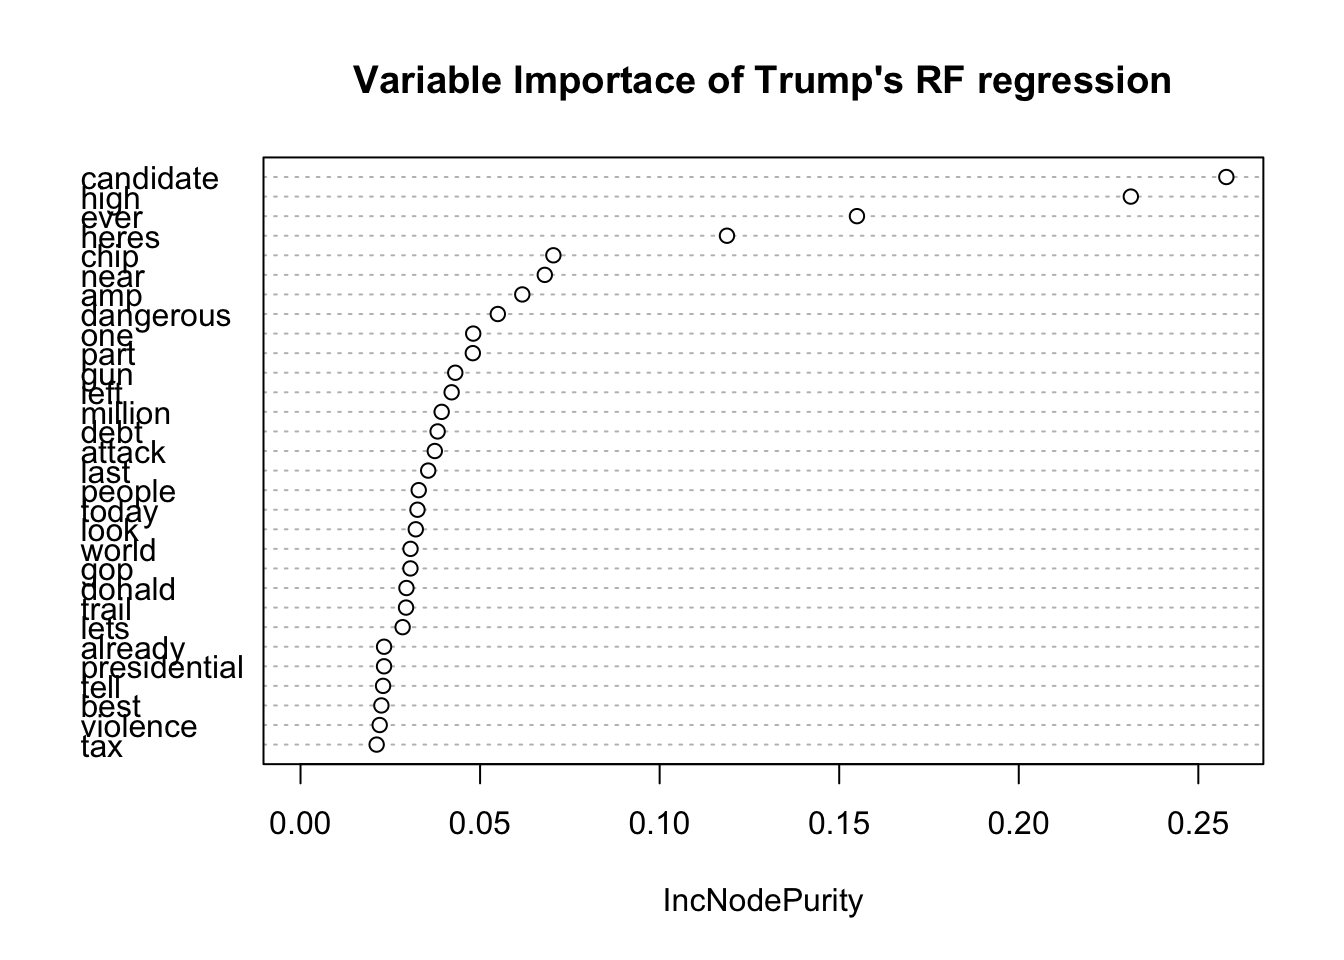 Variable Importace of Trump's RF regression
candidate
high
ever
heres
chip
near
amp
dangerous
one
part
gun
left
million
debt
attack
last
people
today
look
world
gop
donald
trail
lets
already
presidential
tell
best
violence
tax
0.00 0.05 0.10 0.15 0.20 0.25
IncNodePurity